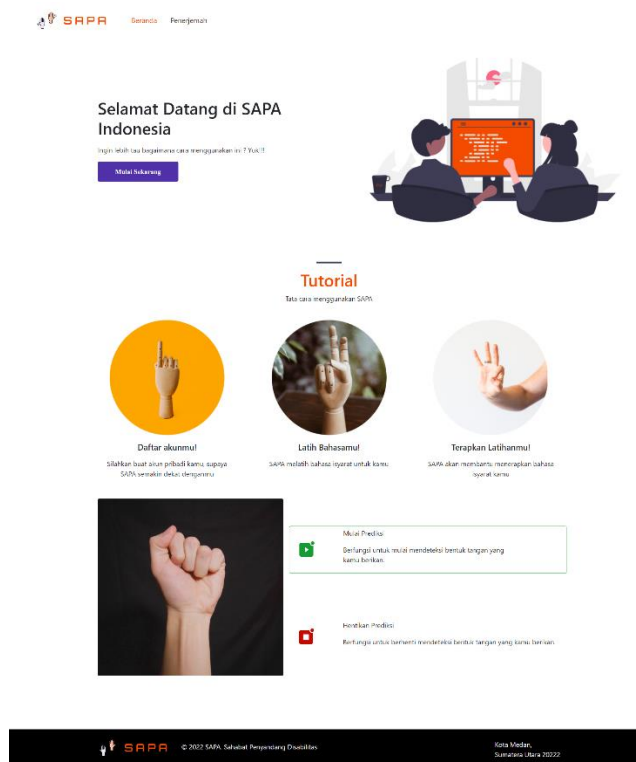 SAPA
Beranda Penerjemah
Selamat Datang di SAPA
Indonesia
Ingin lebih tau bagaimana cara menggunakan ini ? Yuk!!!
Mulai Sekarang
Tutorial
Tata cara menggunakan SAPA
Daftar akunmu!
Silahkan buat akun pribadi kamu, supaya
SAPA semakin dekat denganmu
Latih Bahasamu!
SAPA melatih bahasa isyarat untuk kamu
Terapkan Latihanmu!
SAPA akan membantu menerapkan bahasa
isyarat kamu
Mulai Prediksi
Berfungsi untuk mulai mendeteksi bentuk tangan yang
kamu berikan.
Hentikan Prediksi
Berfungsi untuk berhenti mendeteksi bentuk tangan yang kamu berikan
SAPA
© 2022 SAPA. Sahabat Penyandang Disabilitas
Kota Medan,
Sumatera Utara 20222